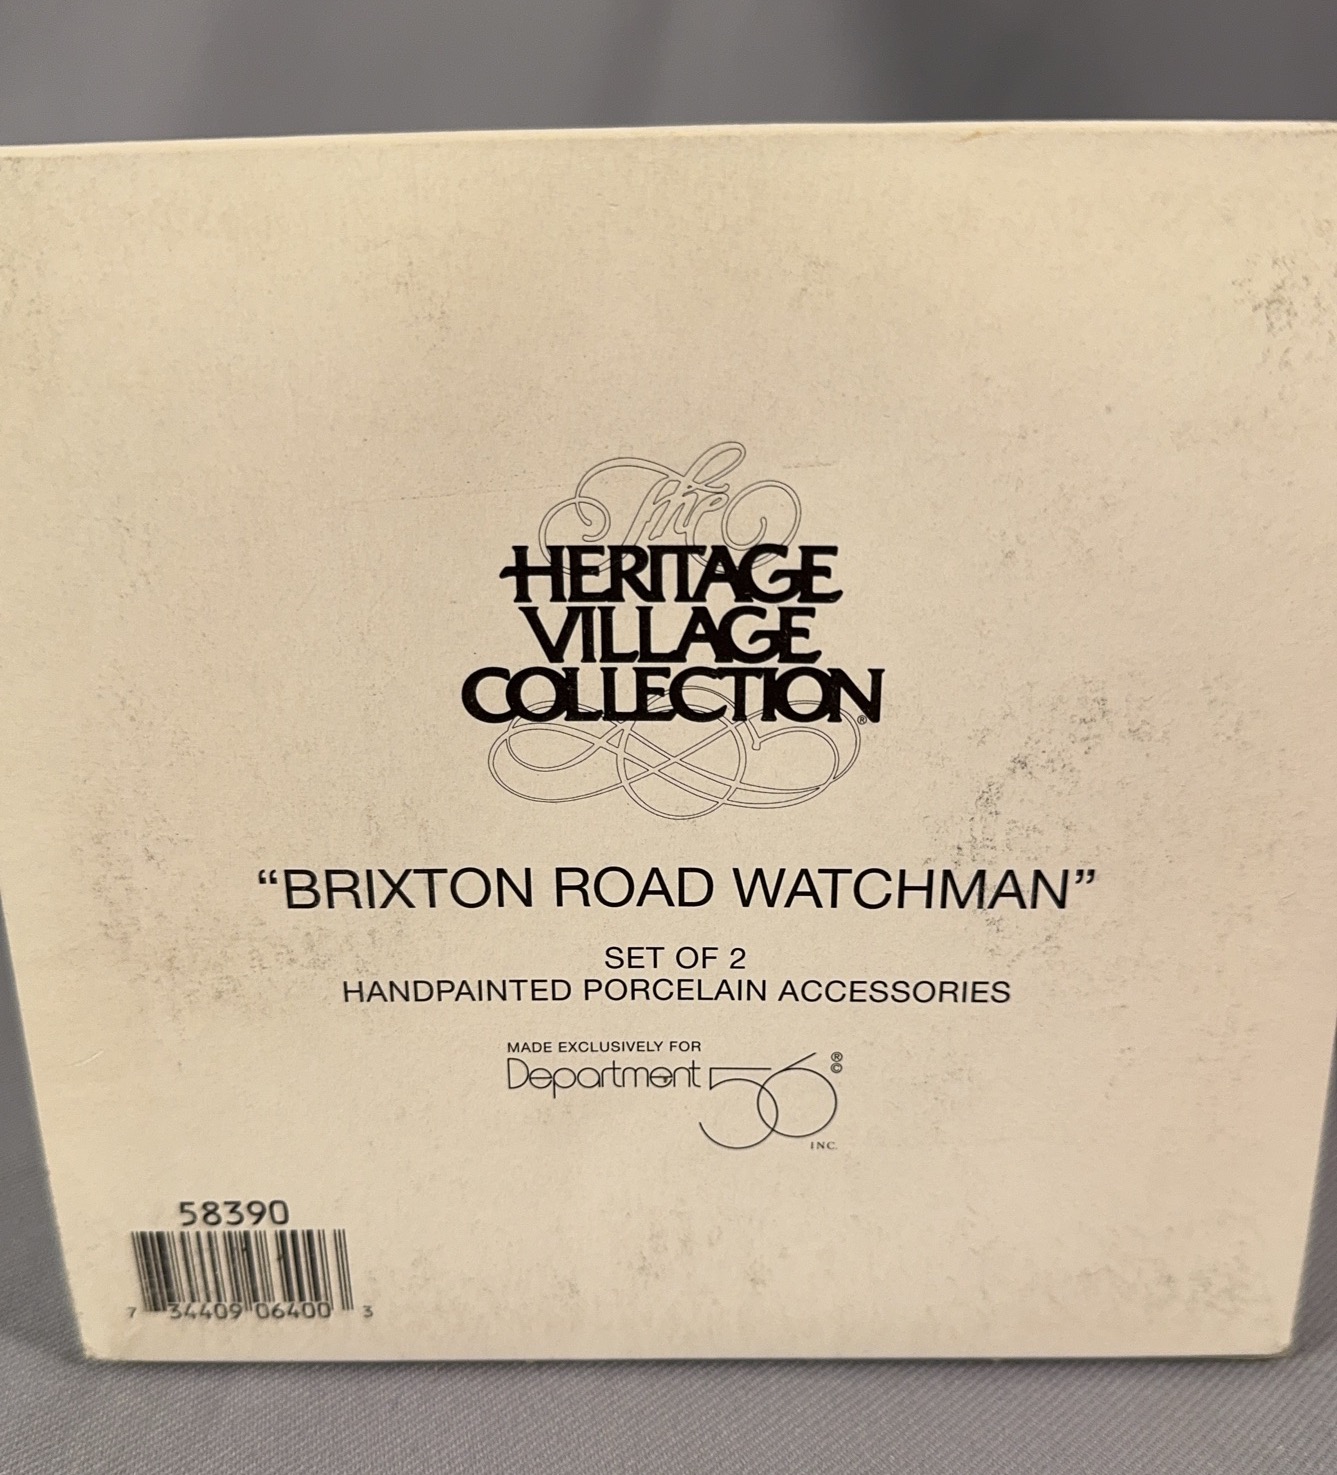 The
HERITAGE
VILLAGE
COLLECTION®
“BRIXTON ROAD WATCHMAN”
SET OF 2
HANDPAINTED PORCELAIN ACCESSORIES
MADE EXCLUSIVELY FOR
Department 56 ®©
INC.
58390
7 34409 06400 3